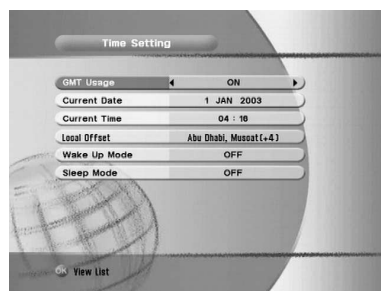 Time Setting
GMT Usage ON
Current Date 1 JAN 2003
Current Time 04 : 16
Local Offset Abu Dhabi, Muscat(+4)
Wake Up Mode OFF
Sleep Mode OFF
OK View List